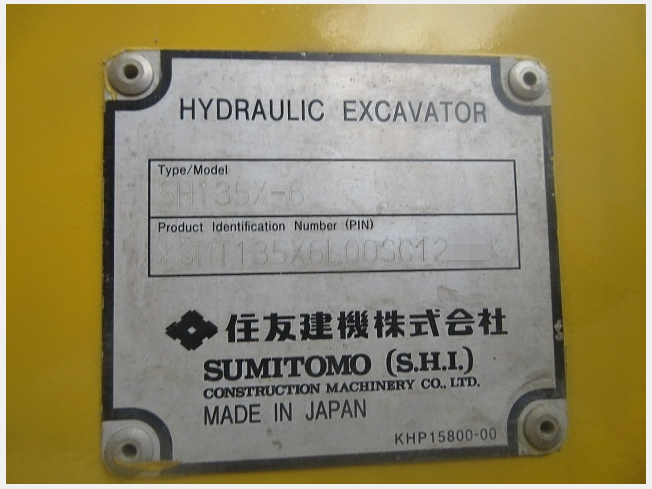 HYDRAULIC EXCAVATOR
Type/Model
SH135X-6
Product Identification Number (PIN)
*SMT135X6L00SC12 *
住友建機株式会社
SUMITOMO (S.H.I.)
CONSTRUCTION MACHINERY CO., LTD.
MADE IN JAPAN
KHP15800-00